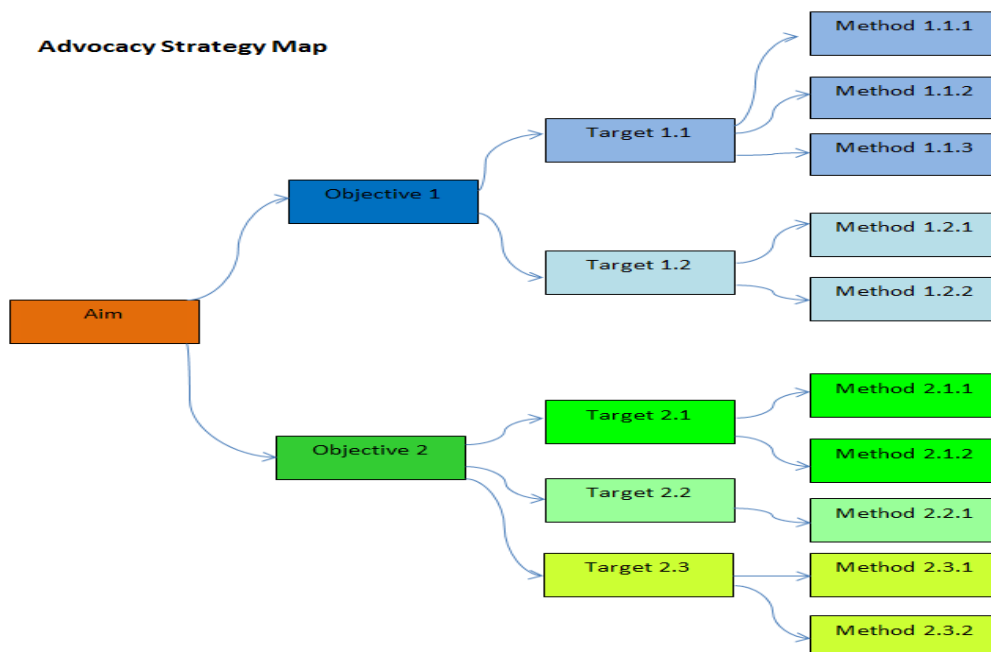 Advocacy Strategy Map
Aim
Objective 1
Target 1.1
Method 1.1.1
Method 1.1.2
Method 1.1.3
Target 1.2
Method 1.2.1
Method 1.2.2
Objective 2
Target 2.1
Method 2.1.1
Method 2.1.2
Target 2.2
Method 2.2.1
Target 2.3
Method 2.3.1
Method 2.3.2